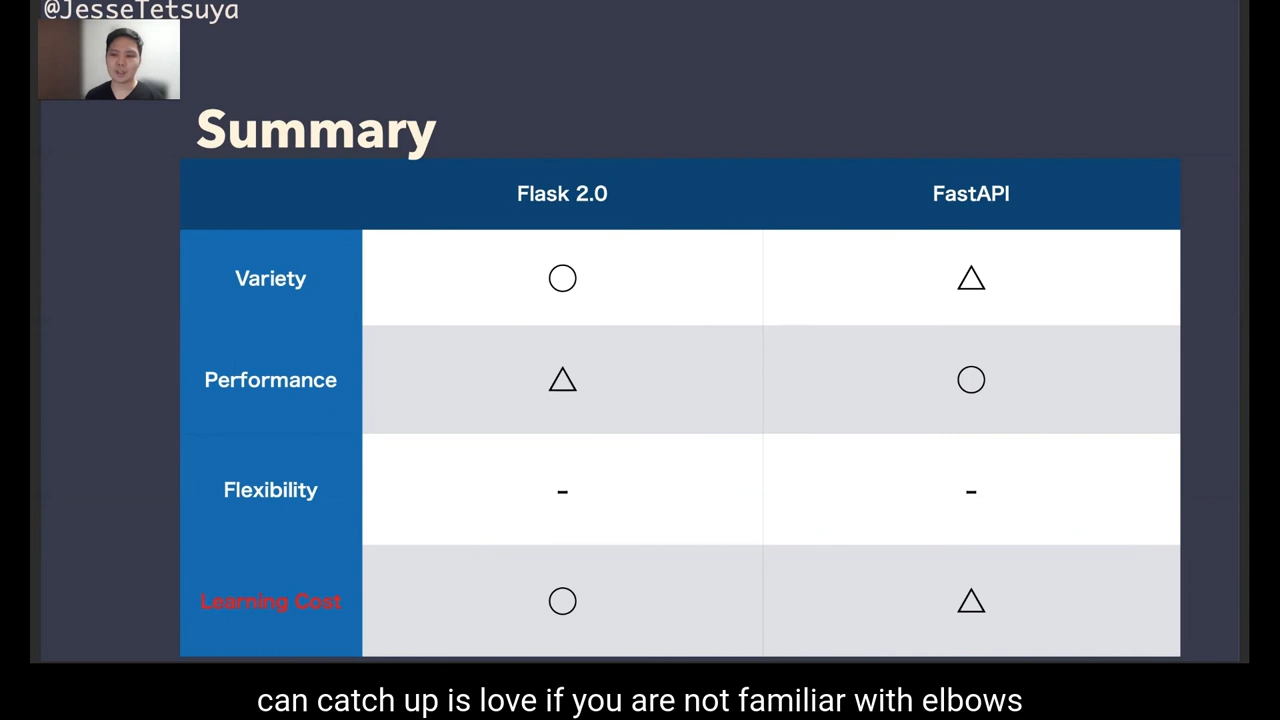 @JesseTetsuya
Summary
Flask 2.0 FastAPI
Variety ○ △
Performance △ ○
Flexibility - -
Learning Cost ○ △
can catch up is love if you are not familiar with elbows